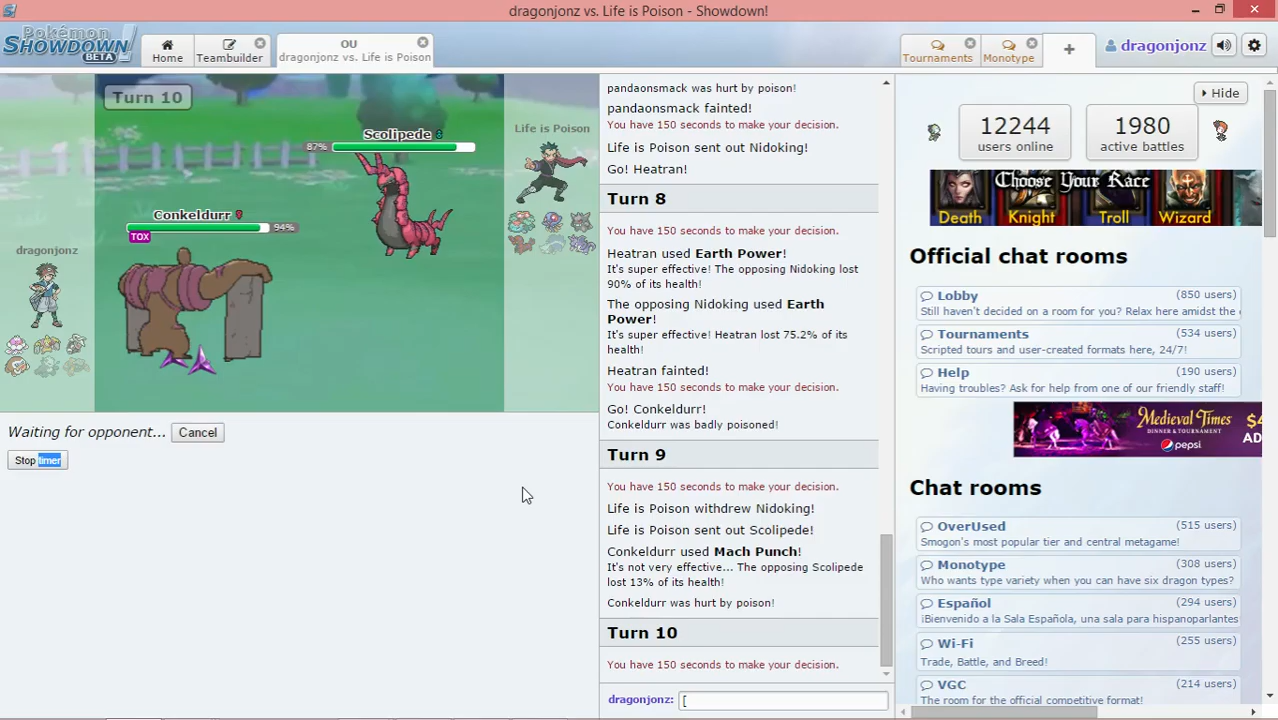 dragonjonz vs. Life is Poison - Showdown!
Pokémon
Showdown!
BETA
Home
Teambuilder
OU
dragonjonz vs. Life is Poison
Tournaments
Monotype
+
dragonjonz
Turn 10
Scolipede
87%
Life is Poison
Conkeldurr
94%
TOX
dragonjonz
Waiting for opponent...
Cancel
Stop timer
pandaonsmack was hurt by poison!
pandaonsmack fainted!
You have 150 seconds to make your decision.
Life is Poison sent out Nidoking!
Go! Heatran!
Turn 8
You have 150 seconds to make your decision.
Heatran used Earth Power!
It's super effective! The opposing Nidoking lost
90% of its health!
The opposing Nidoking used Earth
Power!
It's super effective! Heatran lost 75.2% of its
health!
Heatran fainted!
You have 150 seconds to make your decision.
Go! Conkeldurr!
Conkeldurr was badly poisoned!
Turn 9
You have 150 seconds to make your decision.
Life is Poison withdrew Nidoking!
Life is Poison sent out Scolipede!
Conkeldurr used Mach Punch!
It's not very effective... The opposing Scolipede
lost 13% of its health!
Conkeldurr was hurt by poison!
Turn 10
You have 150 seconds to make your decision.
dragonjonz: [
Hide
12244
users online
1980
active battles
Choose Your Race
Death
Knight
Troll
Wizard
Official chat rooms
Lobby (850 users)
Still haven't decided on a room for you? Relax here amidst the
Tournaments (534 users)
Scripted tours and user-created formats here, 24/7!
Help (190 users)
Having troubles? Ask for help from one of our friendly staff!
Medieval Times
DINNER & TOURNAMENT
pepsi
$4
AD
Chat rooms
OverUsed (515 users)
Smogon's most popular tier and central metagame!
Monotype (308 users)
Who wants type variety when you can have six dragon types?
Español (294 users)
¡Bienvenido a la Sala Española, una sala para hispanoparlantes
Wi-Fi (255 users)
Trade, Battle, and Breed!
VGC (214 users)
The room for the official competitive format!